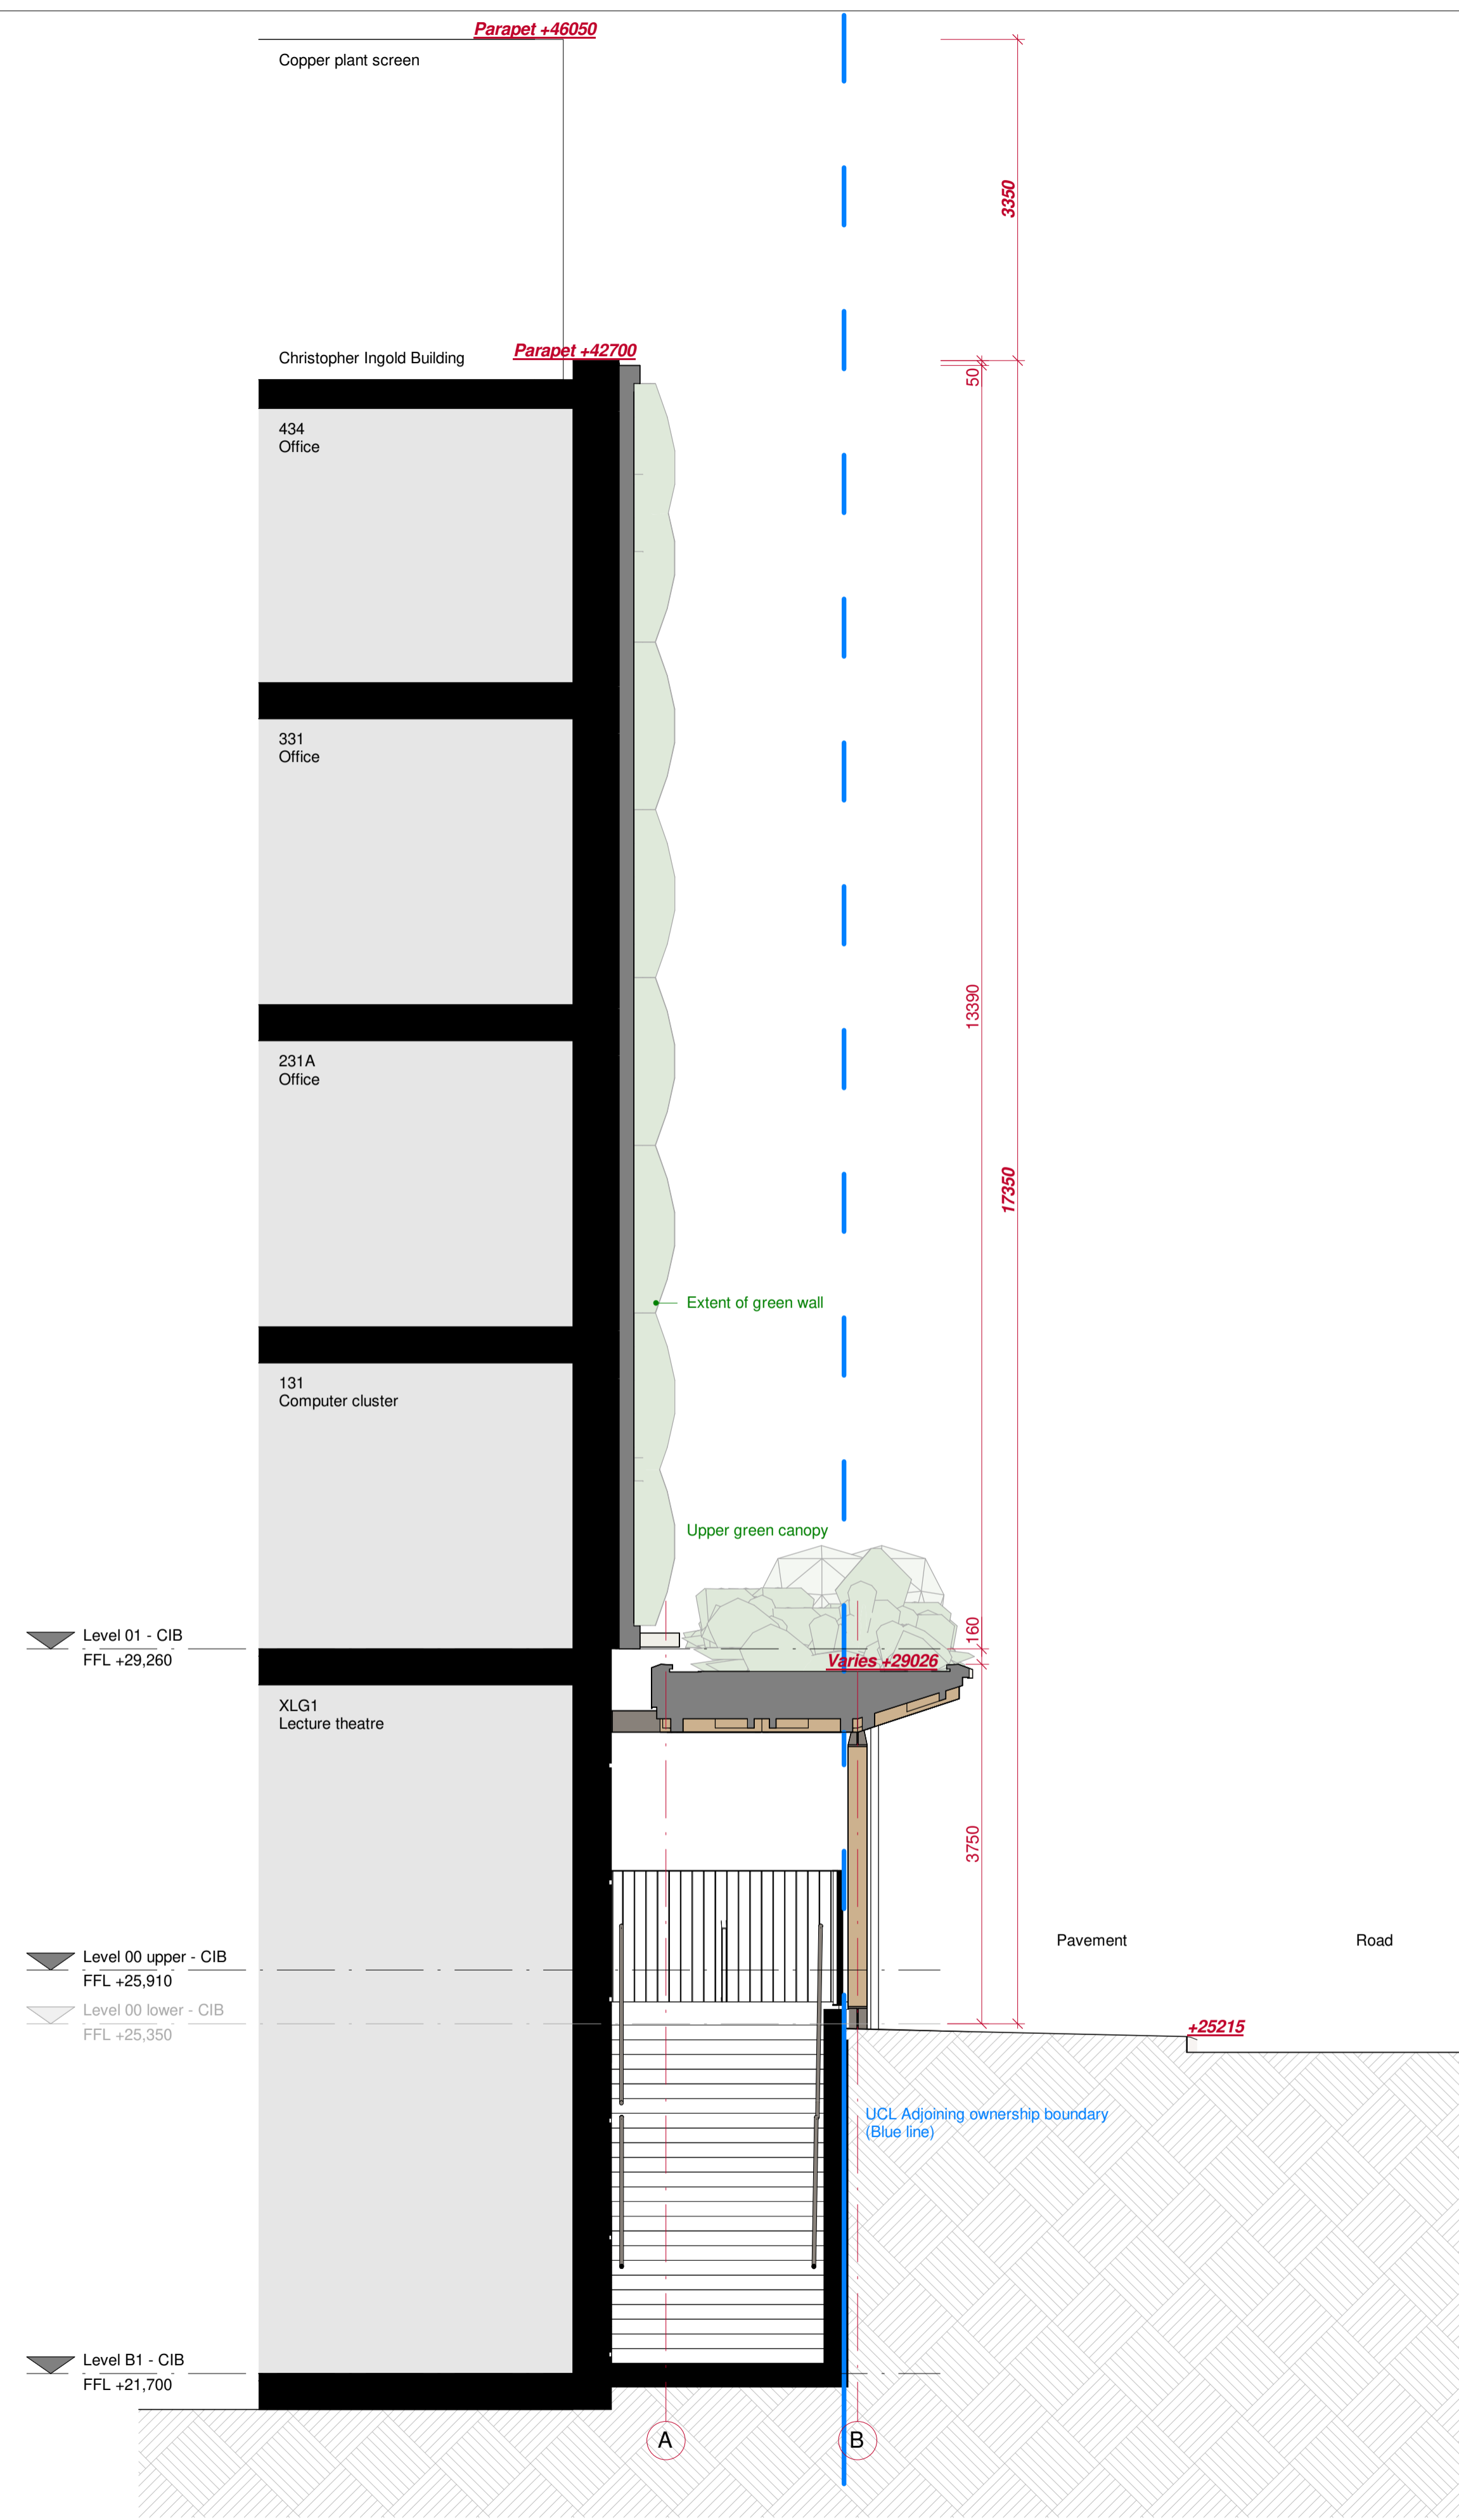 Parapet +46050
Copper plant screen
3350
Christopher Ingold Building
Parapet +42700
50
434
Office
331
Office
13390
231A
Office
17350
Extent of green wall
131
Computer cluster
Upper green canopy
160
Level 01 - CIB
FFL +29,260
Varies +29026
XLG1
Lecture theatre
3750
Pavement
Road
Level 00 upper - CIB
FFL +25,910
Level 00 lower - CIB
FFL +25,350
+25215
UCL Adjoining ownership boundary
(Blue line)
Level B1 - CIB
FFL +21,700
A
B